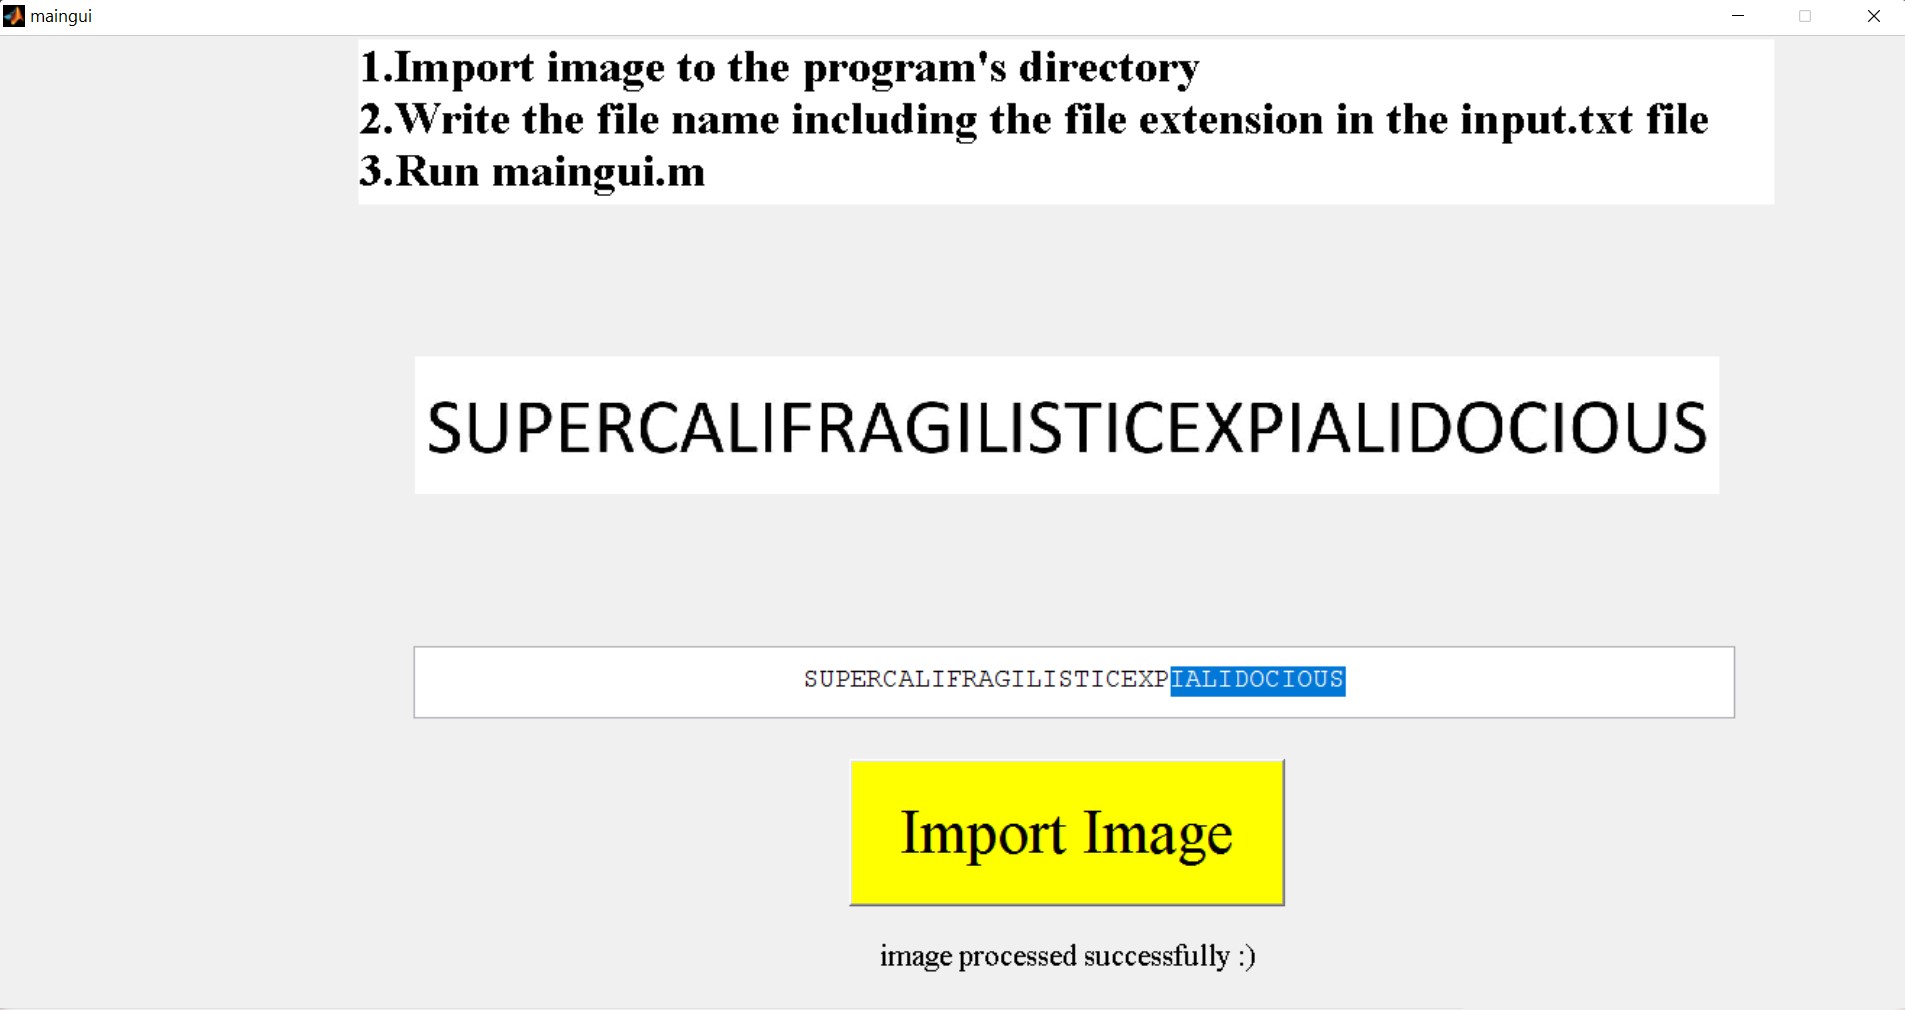 maingui
1.Import image to the program's directory
2.Write the file name including the file extension in the input.txt file
3.Run maingui.m
SUPERCALIFRAGILISTICEXPIALIDOCIOUS
SUPERCALIFRAGILISTICEXPIALIDOCIOUS
Import Image
image processed successfully :)